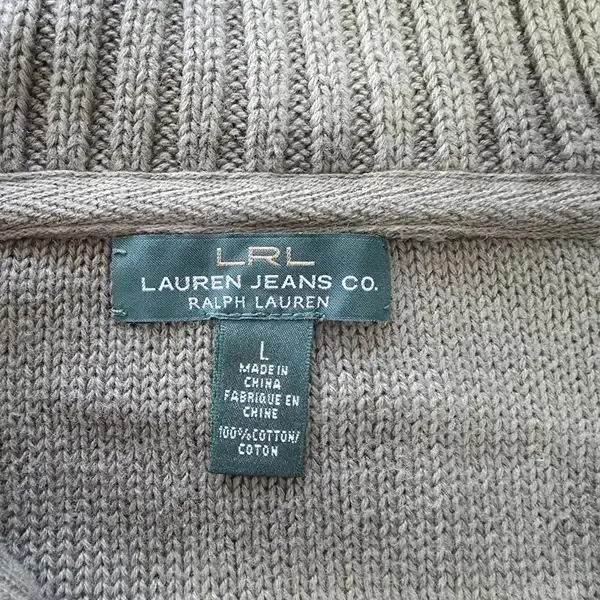 LRL
LAUREN JEANS CO.
RALPH LAUREN
L
MADE IN
CHINA
FABRIQUE EN
CHINE
100%COTTON/
COTON